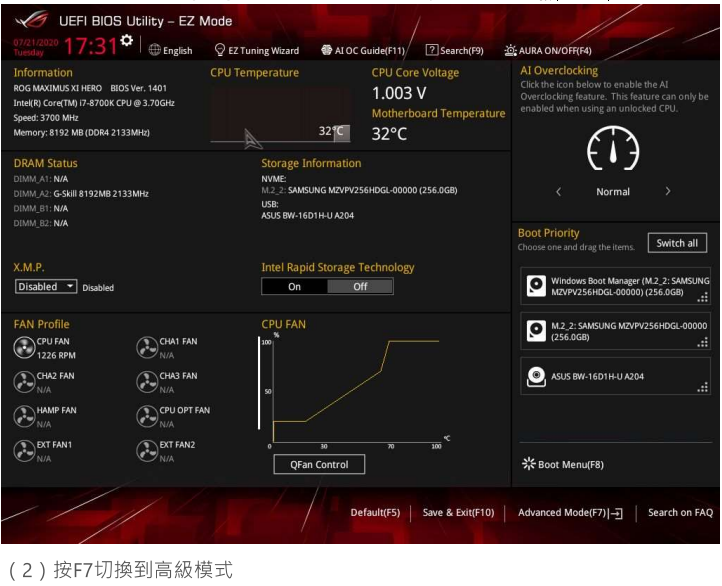 UEFI BIOS Utility – EZ Mode
07/21/2020 Tuesday 17:31 English EZ Tuning Wizard AI OC Guide(F11) ? Search(F9) AURA ON/OFF(F4)
Information
ROG MAXIMUS XI HERO BIOS Ver. 1401
Intel(R) Core(TM) i7-8700K CPU @ 3.70GHz
Speed: 3700 MHz
Memory: 8192 MB (DDR4 2133MHz)
CPU Temperature
32°C
CPU Core Voltage
1.003 V
Motherboard Temperature
32°C
AI Overclocking
Click the icon below to enable the AI
Overclocking feature. This feature can only be
enabled when using an unlocked CPU.
< Normal >
DRAM Status
DIMM_A1: N/A
DIMM_A2: G-Skill 8192MB 2133MHz
DIMM_B1: N/A
DIMM_B2: N/A
Storage Information
NVME:
M.2_2: SAMSUNG MZVPV256HDGL-00000 (256.0GB)
USB:
ASUS BW-16D1H-U A204
X.M.P.
Disabled Disabled
Intel Rapid Storage Technology
On Off
Boot Priority
Choose one and drag the items.
Switch all
Windows Boot Manager (M.2_2: SAMSUNG
MZVPV256HDGL-00000) (256.0GB)
M.2_2: SAMSUNG MZVPV256HDGL-00000
(256.0GB)
ASUS BW-16D1H-U A204
Boot Menu(F8)
FAN Profile
CPU FAN
1226 RPM
CHA1 FAN
N/A
CHA2 FAN
N/A
CHA3 FAN
N/A
HAMP FAN
N/A
CPU OPT FAN
N/A
EXT FAN1
N/A
EXT FAN2
N/A
CPU FAN
%
100
50
0 30 70 100
°C
QFan Control
Default(F5) Save & Exit(F10) Advanced Mode(F7) Search on FAQ
（2）按F7切換到高級模式